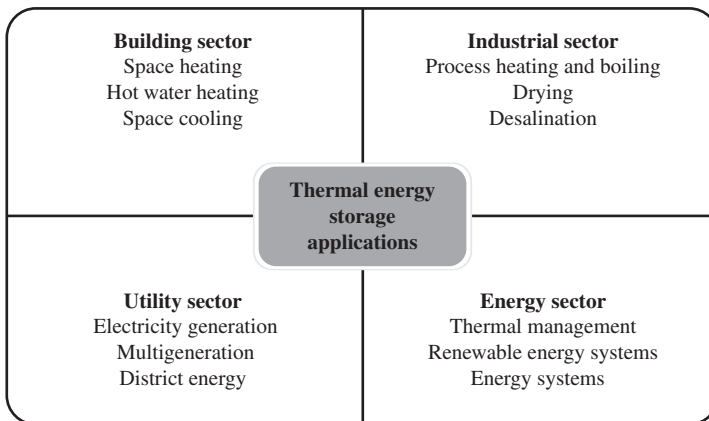 Building sector
Space heating
Hot water heating
Space cooling
Industrial sector
Process heating and boiling
Drying
Desalination
Thermal energy
storage
applications
Utility sector
Electricity generation
Multigeneration
District energy
Energy sector
Thermal management
Renewable energy systems
Energy systems